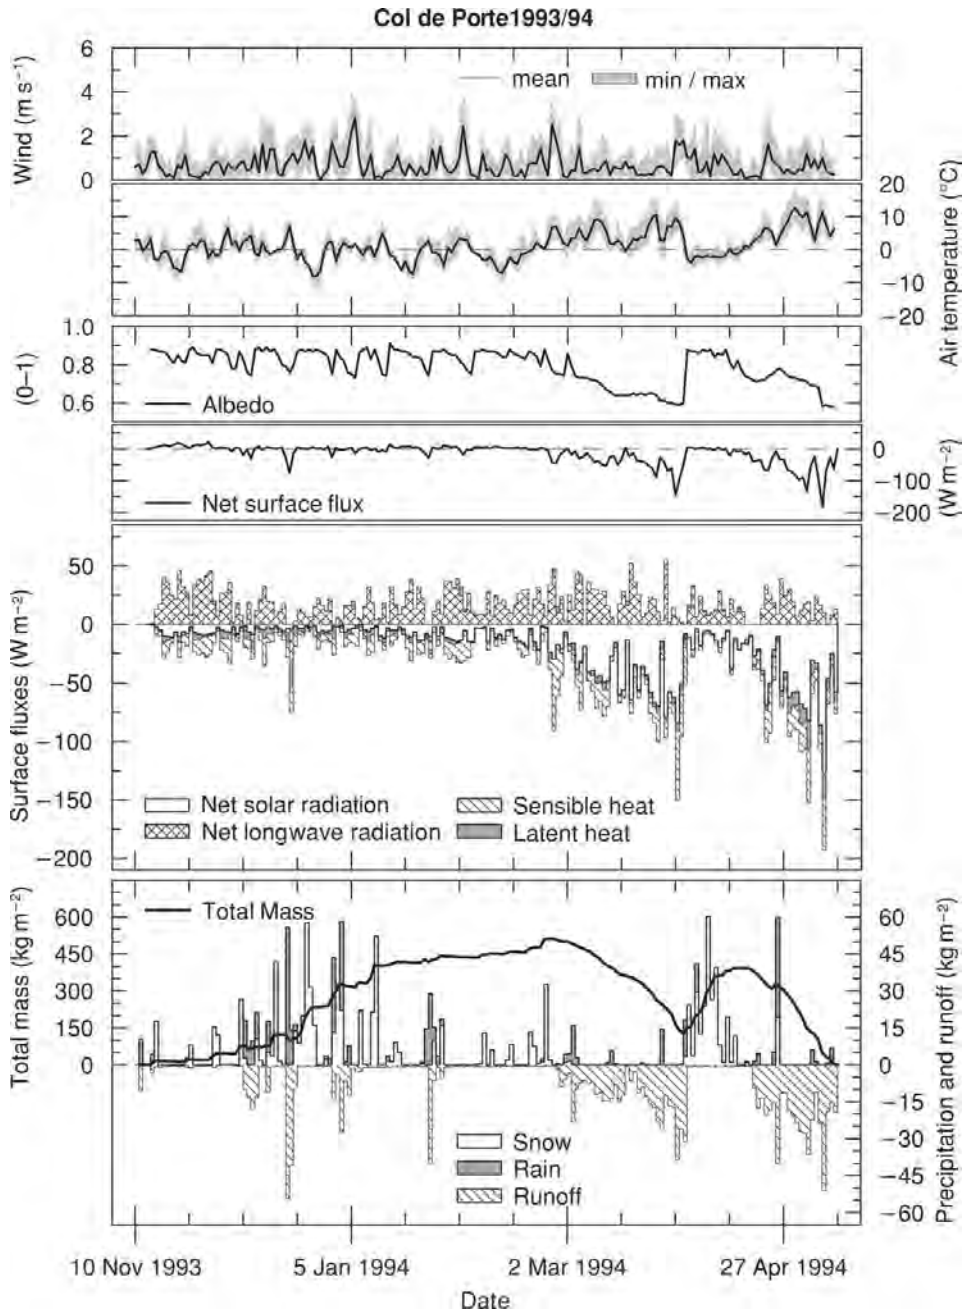 Col de Porte1993/94
Wind (m s⁻¹)
6
4
2
0
mean
min / max
Air temperature (°C)
20
10
0
−10
−20
(0–1)
1.0
0.8
0.6
Albedo
(W m⁻²)
0
−100
−200
Net surface flux
Surface fluxes (W m⁻²)
50
0
−50
−100
−150
−200
Net solar radiation
Net longwave radiation
Sensible heat
Latent heat
Total mass (kg m⁻²)
600
450
300
150
0
Total Mass
Precipitation and runoff (kg m⁻²)
60
45
30
15
0
−15
−30
−45
−60
Snow
Rain
Runoff
10 Nov 1993
5 Jan 1994
2 Mar 1994
27 Apr 1994
Date